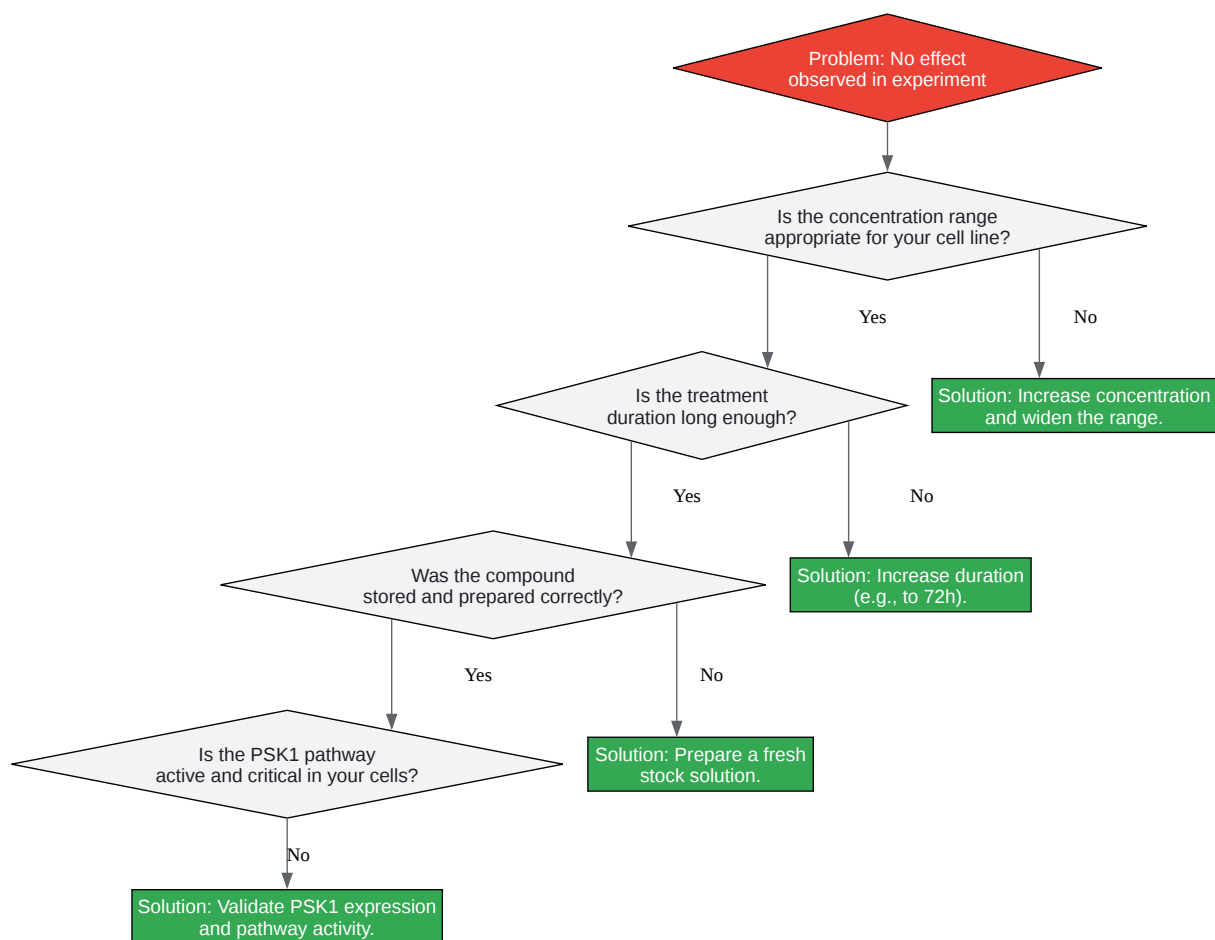 Problem: No effect
observed in experiment
Is the concentration range
appropriate for your cell line?
Yes
No
Is the treatment
duration long enough?
Solution: Increase concentration
and widen the range.
Yes
No
Was the compound
stored and prepared correctly?
Solution: Increase duration
(e.g., to 72h).
Yes
No
Is the PSK1 pathway
active and critical in your cells?
Solution: Prepare a fresh
stock solution.
No
Solution: Validate PSK1 expression
and pathway activity.